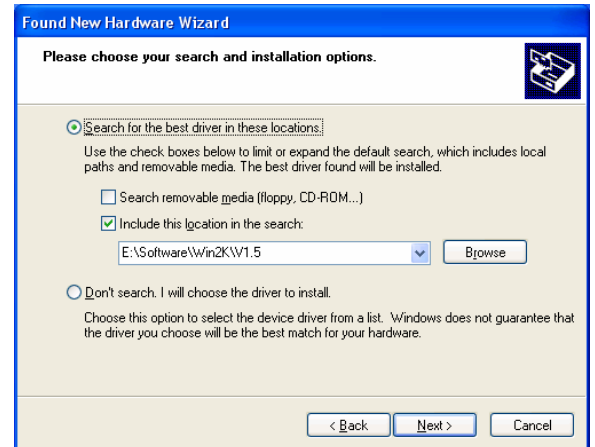 Found New Hardware Wizard
Please choose your search and installation options.
Search for the best driver in these locations.
Use the check boxes below to limit or expand the default search, which includes local
paths and removable media. The best driver found will be installed.
Search removable media (floppy, CD-ROM...)
Include this location in the search:
E:\Software\Win2K\V1.5
Browse
Don't search. I will choose the driver to install.
Choose this option to select the device driver from a list. Windows does not guarantee that
the driver you choose will be the best match for your hardware.
< Back
Next >
Cancel